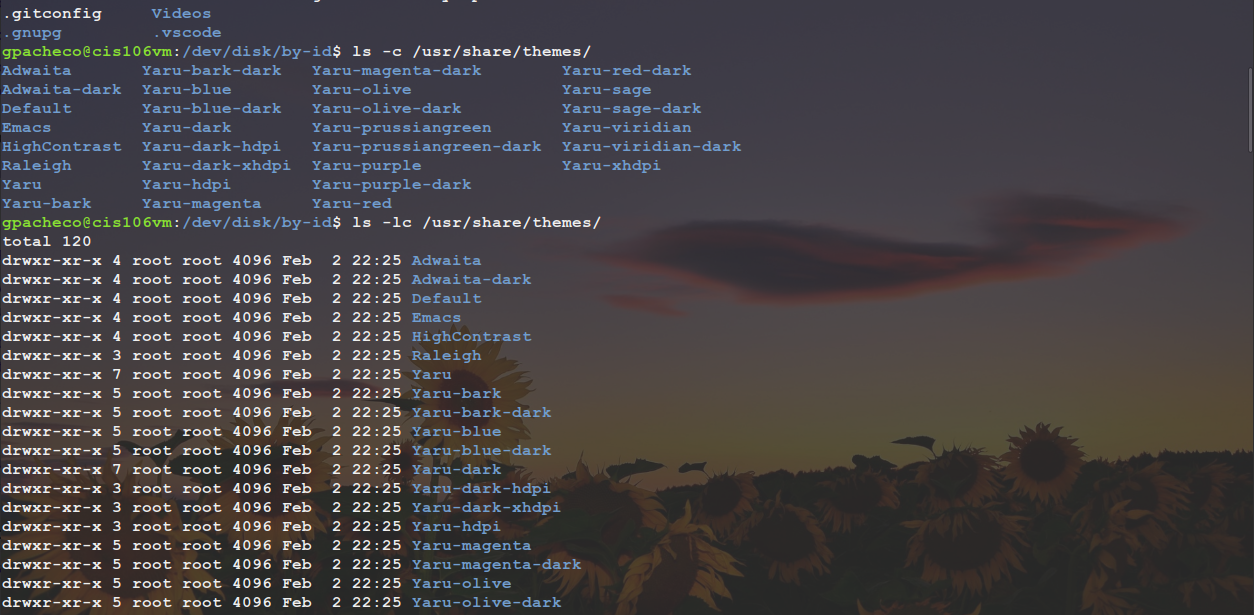 .gitconfig     Videos
.gnupg         .vscode
gpacheco@cis106vm:/dev/disk/by-id$ ls -c /usr/share/themes/
Adwaita       Yaru-bark-dark   Yaru-magenta-dark        Yaru-red-dark
Adwaita-dark  Yaru-blue        Yaru-olive               Yaru-sage
Default       Yaru-blue-dark   Yaru-olive-dark          Yaru-sage-dark
Emacs         Yaru-dark        Yaru-prussiangreen       Yaru-viridian
HighContrast  Yaru-dark-hdpi   Yaru-prussiangreen-dark  Yaru-viridian-dark
Raleigh       Yaru-dark-xhdpi  Yaru-purple              Yaru-xhdpi
Yaru          Yaru-hdpi        Yaru-purple-dark
Yaru-bark     Yaru-magenta     Yaru-red
gpacheco@cis106vm:/dev/disk/by-id$ ls -lc /usr/share/themes/
total 120
drwxr-xr-x 4 root root 4096 Feb  2 22:25 Adwaita
drwxr-xr-x 4 root root 4096 Feb  2 22:25 Adwaita-dark
drwxr-xr-x 4 root root 4096 Feb  2 22:25 Default
drwxr-xr-x 4 root root 4096 Feb  2 22:25 Emacs
drwxr-xr-x 4 root root 4096 Feb  2 22:25 HighContrast
drwxr-xr-x 3 root root 4096 Feb  2 22:25 Raleigh
drwxr-xr-x 7 root root 4096 Feb  2 22:25 Yaru
drwxr-xr-x 5 root root 4096 Feb  2 22:25 Yaru-bark
drwxr-xr-x 5 root root 4096 Feb  2 22:25 Yaru-bark-dark
drwxr-xr-x 5 root root 4096 Feb  2 22:25 Yaru-blue
drwxr-xr-x 5 root root 4096 Feb  2 22:25 Yaru-blue-dark
drwxr-xr-x 7 root root 4096 Feb  2 22:25 Yaru-dark
drwxr-xr-x 3 root root 4096 Feb  2 22:25 Yaru-dark-hdpi
drwxr-xr-x 3 root root 4096 Feb  2 22:25 Yaru-dark-xhdpi
drwxr-xr-x 3 root root 4096 Feb  2 22:25 Yaru-hdpi
drwxr-xr-x 5 root root 4096 Feb  2 22:25 Yaru-magenta
drwxr-xr-x 5 root root 4096 Feb  2 22:25 Yaru-magenta-dark
drwxr-xr-x 5 root root 4096 Feb  2 22:25 Yaru-olive
drwxr-xr-x 5 root root 4096 Feb  2 22:25 Yaru-olive-dark